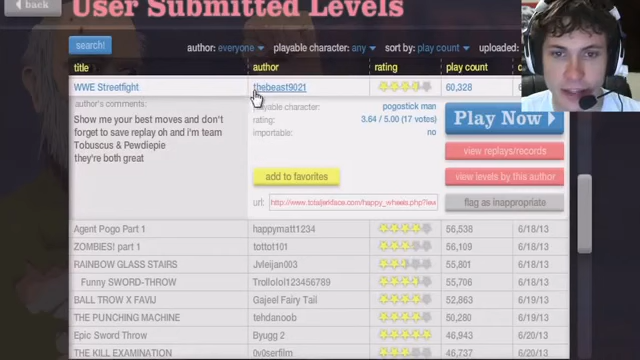 back
User Submitted Levels
search!
author: everyone
playable character: any
sort by: play count
uploaded:
title
author
rating
play count
WWE Streetfight
thebeast9021
60,328
author's comments:
Show me your best moves and don't
forget to save replay oh and i'm team
Tobuscus & Pewdiepie
they're both great
playable character:
pogostick man
rating:
3.64 / 5.00 (17 votes)
importable:
no
add to favorites
url:
http://www.totaljerkface.com/happy_wheels.php?lev
Play Now
view replays/records
view levels by this author
flag as inappropriate
Agent Pogo Part 1 happymatt1234 56,538 6/18/13
ZOMBIES! part 1 tottot101 56,109 6/18/13
RAINBOW GLASS STAIRS Jvleijan003 55,801 6/18/13
Funny SWORD-THROW Trollolol123456789 55,706 6/18/13
BALL TROW X FAVIJ Gajeel Fairy Tail 52,863 6/19/13
THE PUNCHING MACHINE tehdanoob 52,260 6/19/13
Epic Sword Throw Byugg 2 46,943 6/20/13
THE KILL EXAMINATION 0v0serfilm 46,737 6/18/13